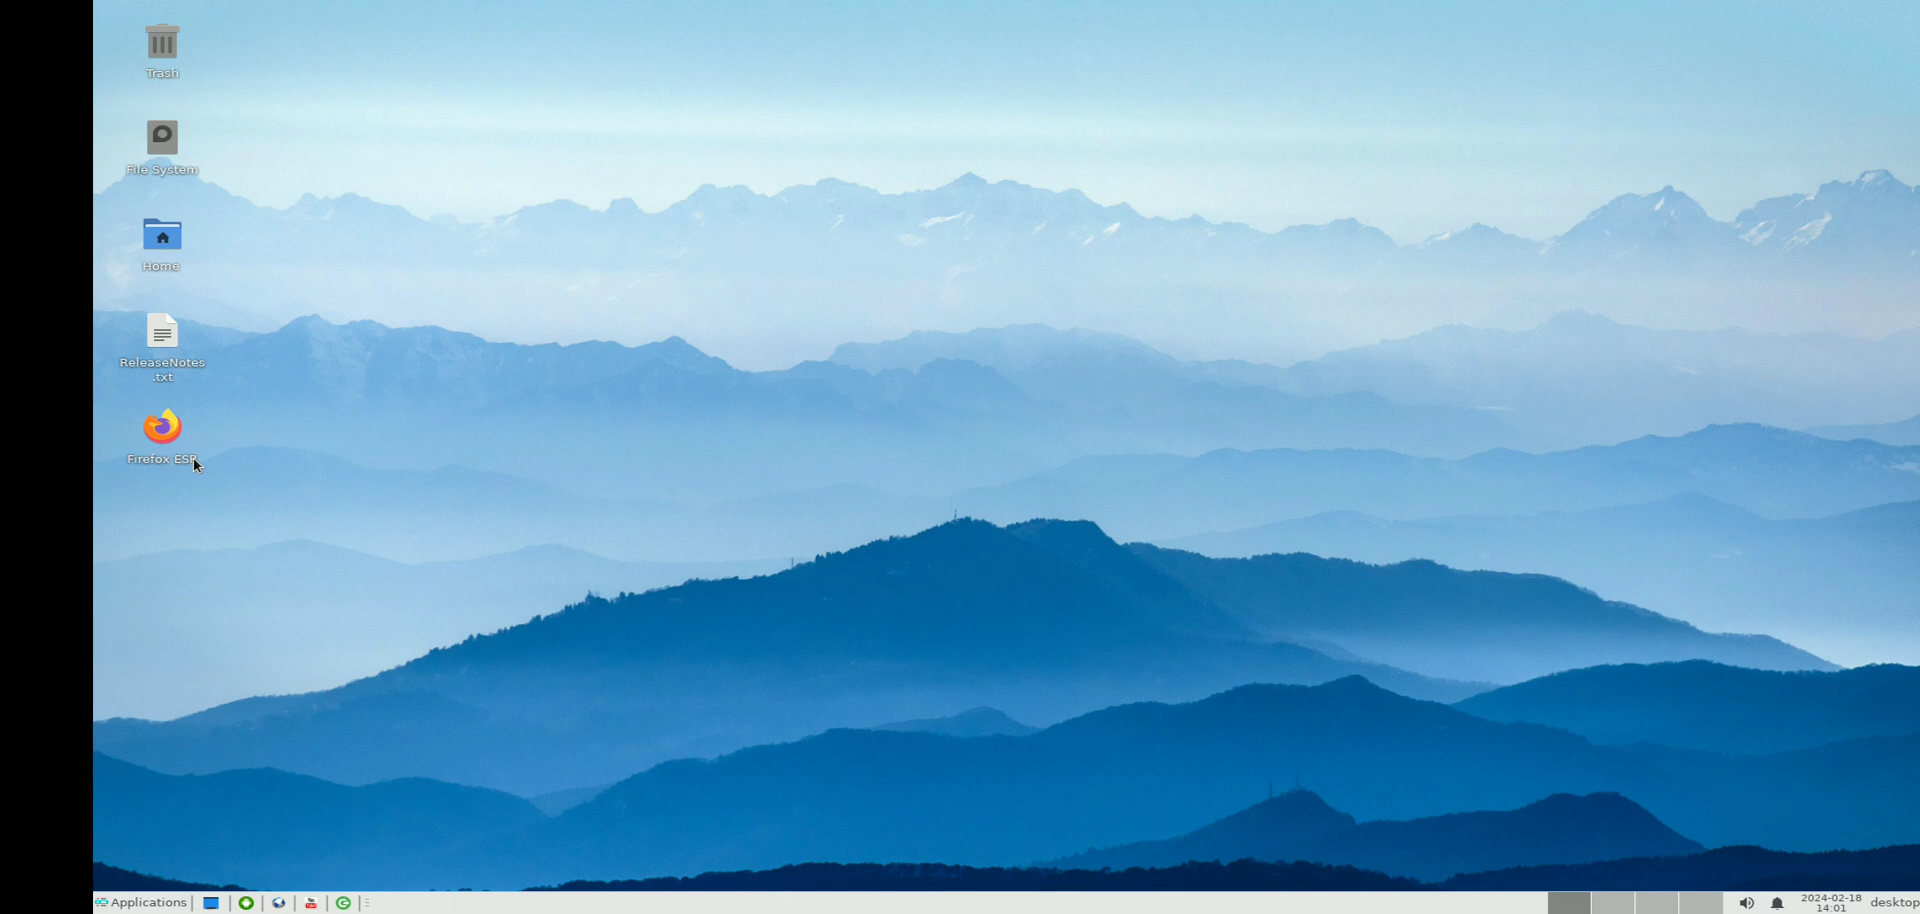 Trash
File System
Home
ReleaseNotes
.txt
Firefox ESR
Applications
2024-02-18
14:01
desktop